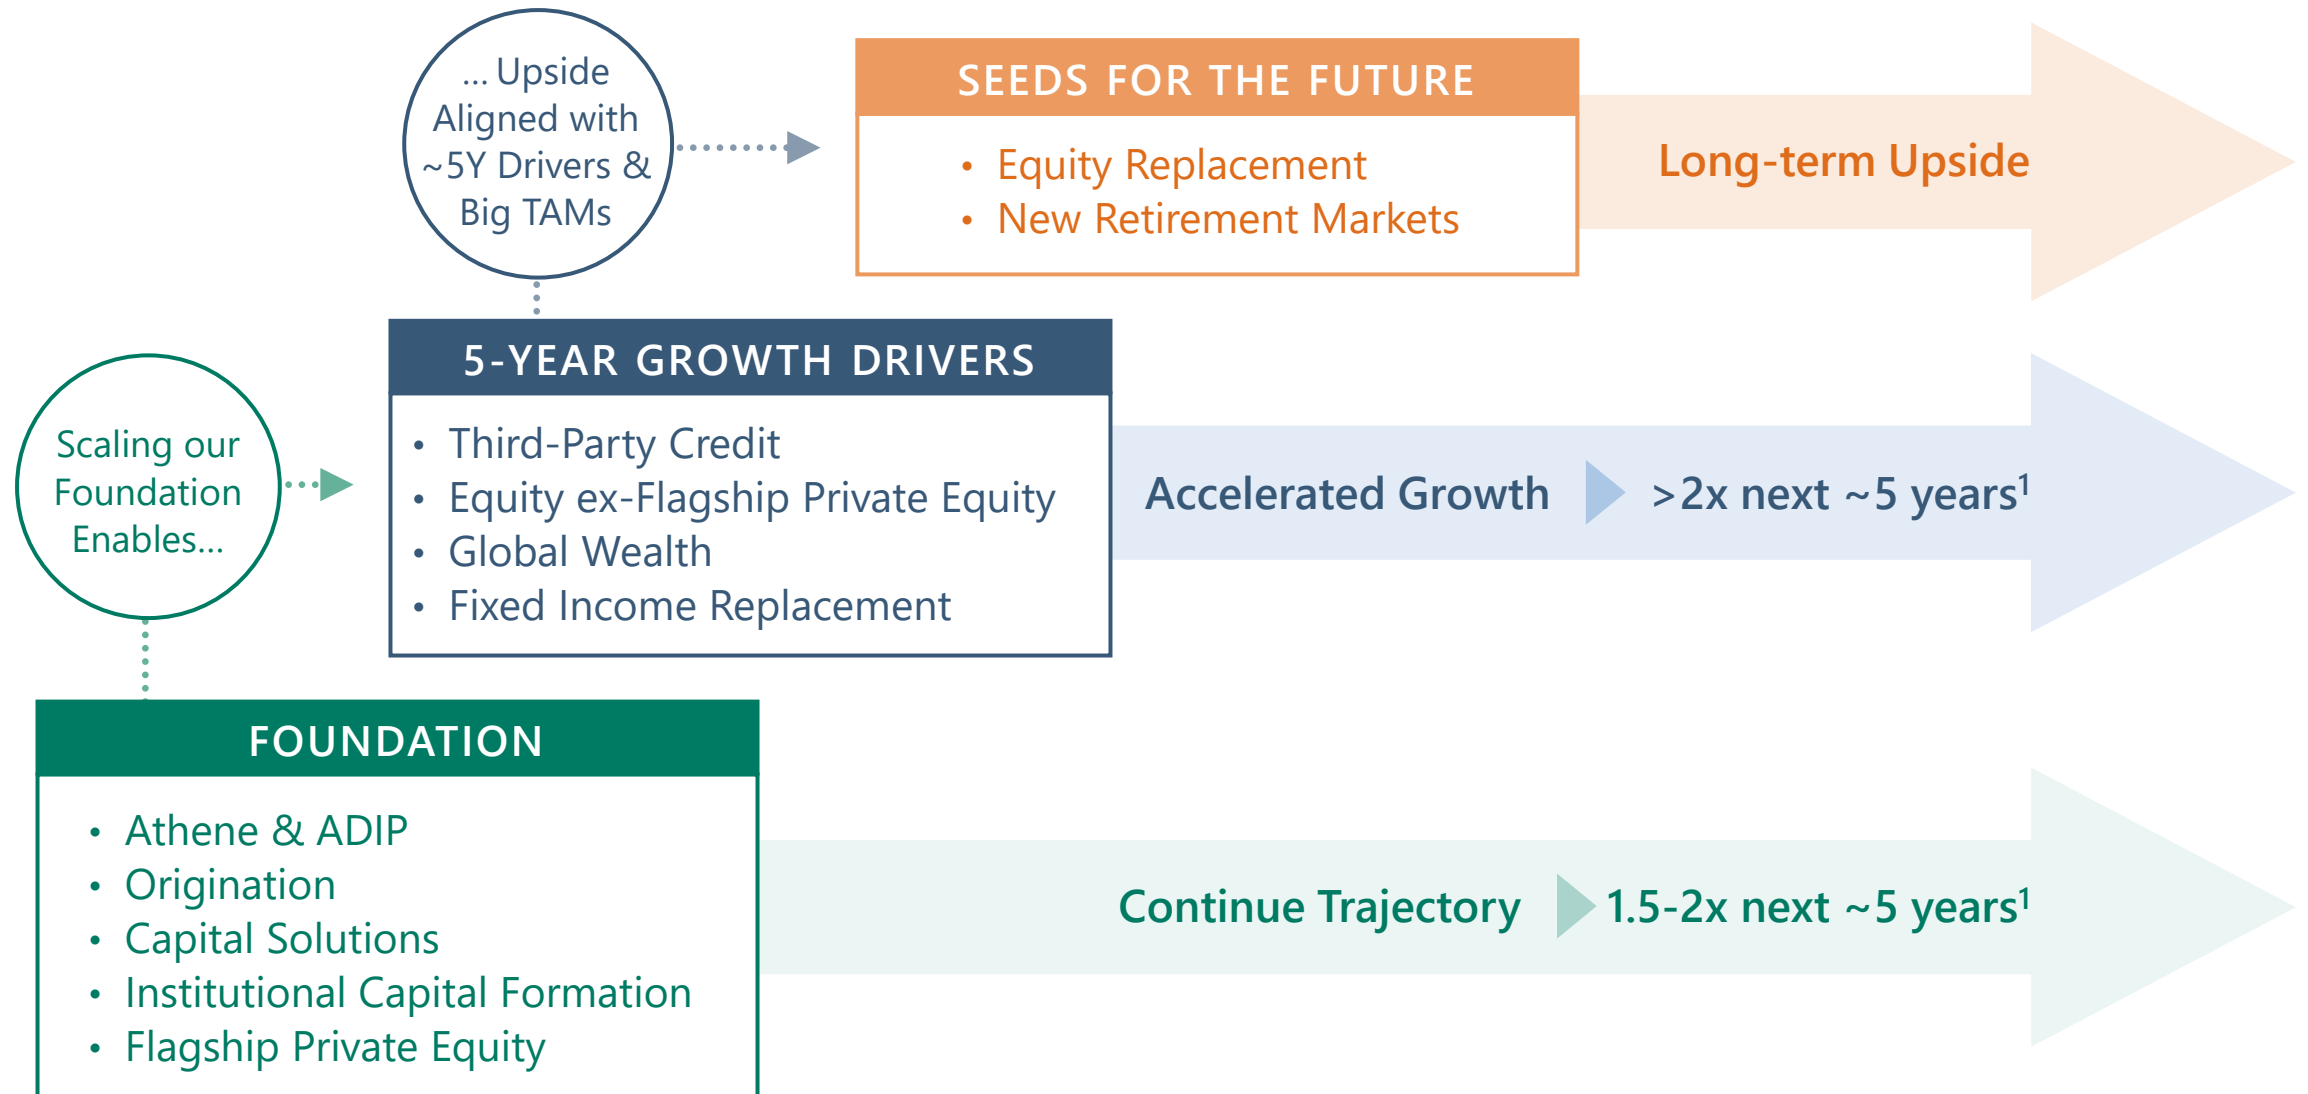 ... Upside
Aligned with
~5Y Drivers &
Big TAMs
SEEDS FOR THE FUTURE
• Equity Replacement
• New Retirement Markets
Long-term Upside
Scaling our
Foundation
Enables...
5-YEAR GROWTH DRIVERS
• Third-Party Credit
• Equity ex-Flagship Private Equity
• Global Wealth
• Fixed Income Replacement
Accelerated Growth >2x next ~5 years¹
FOUNDATION
• Athene & ADIP
• Origination
• Capital Solutions
• Institutional Capital Formation
• Flagship Private Equity
Continue Trajectory 1.5-2x next ~5 years¹